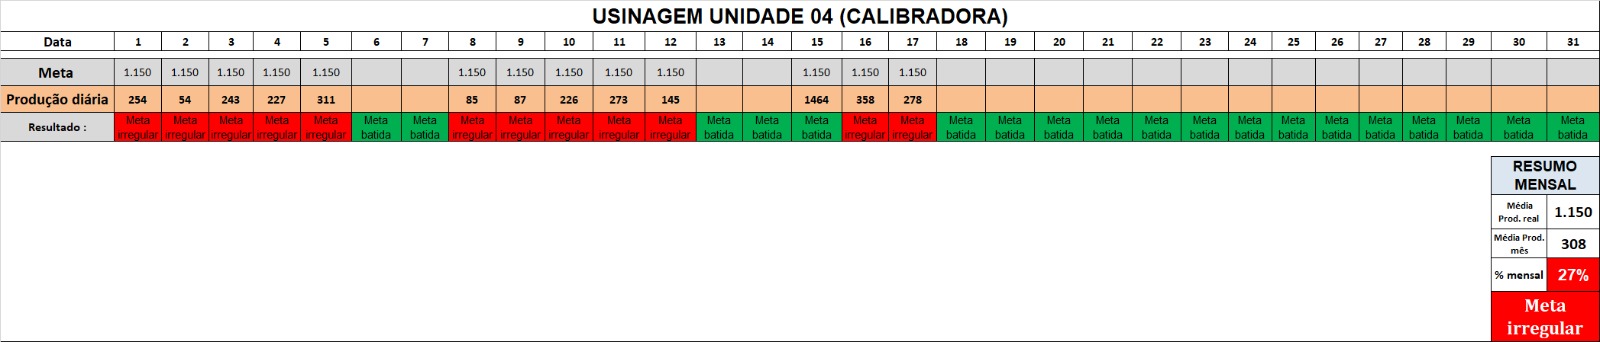 USINAGEM UNIDADE 04 (CALIBRADORA)
Data 1 2 3 4 5 6 7 8 9 10 11 12 13 14 15 16 17 18 19 20 21 22 23 24 25 26 27 28 29 30 31
Meta 1.150 1.150 1.150 1.150 1.150 1.150 1.150 1.150 1.150 1.150 1.150 1.150 1.150
Produção diária 254 54 243 227 311 85 87 226 273 145 1464 358 278
Resultado : Meta irregular Meta irregular Meta irregular Meta irregular Meta irregular Meta batida Meta batida Meta irregular Meta irregular Meta irregular Meta irregular Meta irregular Meta batida Meta batida Meta batida Meta irregular Meta irregular Meta batida Meta batida Meta batida Meta batida Meta batida Meta batida Meta batida Meta batida Meta batida Meta batida Meta batida Meta batida Meta batida Meta batida
RESUMO
MENSAL
Média
Prod. real 1.150
Média Prod.
mês 308
% mensal 27%
Meta
irregular